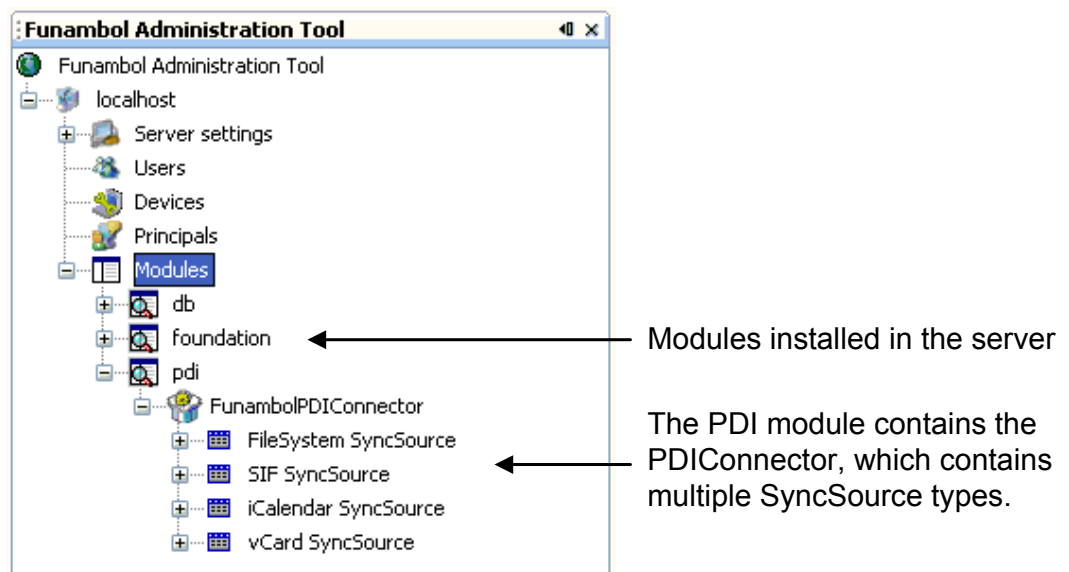 Funambol Administration Tool
Funambol Administration Tool
localhost
Server settings
Users
Devices
Principals
Modules
db
foundation
pdi
FunambolPDIConnector
FileSystem SyncSource
SIF SyncSource
iCalendar SyncSource
vCard SyncSource
Modules installed in the server
The PDI module contains the
PDIConnector, which contains
multiple SyncSource types.